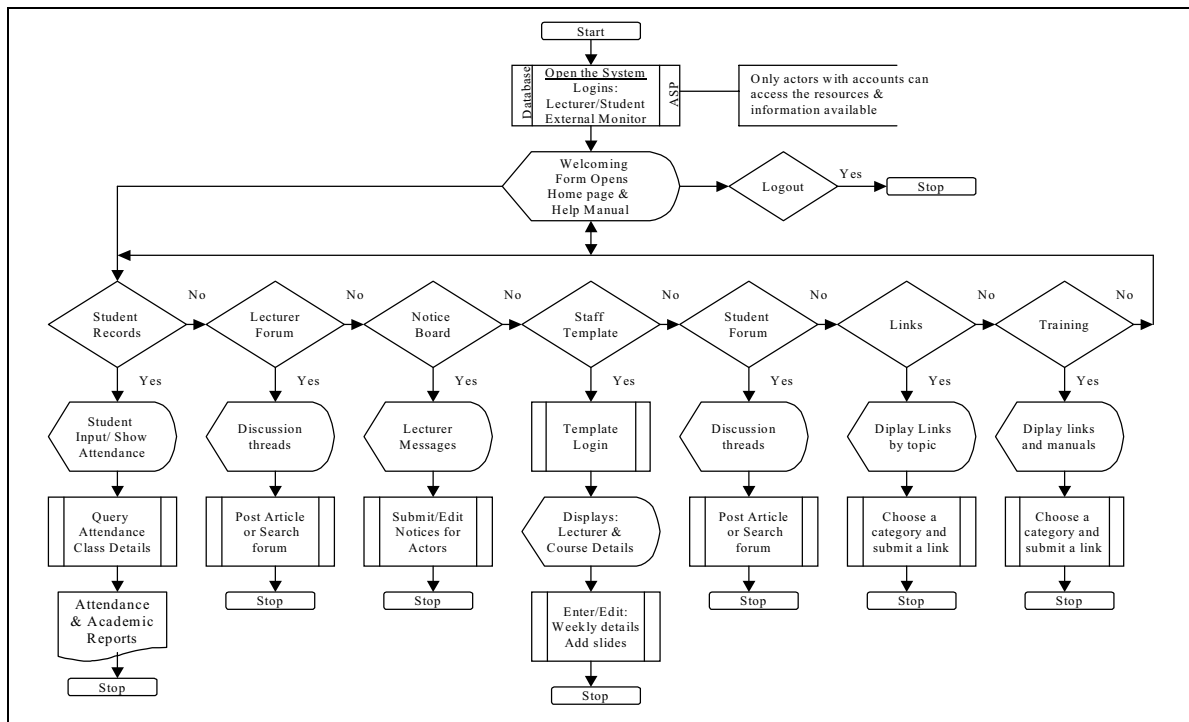 Start
Database
Open the System
Logins:
Lecturer/Student
External Monitor
ASP
Only actors with accounts can
access the resources &
information available
Welcoming
Form Opens
Home page &
Help Manual
Logout
Yes
Stop
Student
Records
No
Lecturer
Forum
No
Notice
Board
No
Staff
Template
No
Student
Forum
No
Links
No
Training
No
Yes
Yes
Yes
Yes
Yes
Yes
Yes
Student
Input/ Show
Attendance
Discussion
threads
Lecturer
Messages
Template
Login
Discussion
threads
Diplay Links
by topic
Diplay links
and manuals
Query
Attendance
Class Details
Post Article
or Search
forum
Submit/Edit
Notices for
Actors
Displays:
Lecturer &
Course Details
Post Article
or Search
forum
Choose a
category and
submit a link
Choose a
category and
submit a link
Attendance
& Academic
Reports
Stop
Stop
Enter/Edit:
Weekly details
Add slides
Stop
Stop
Stop
Stop
Stop